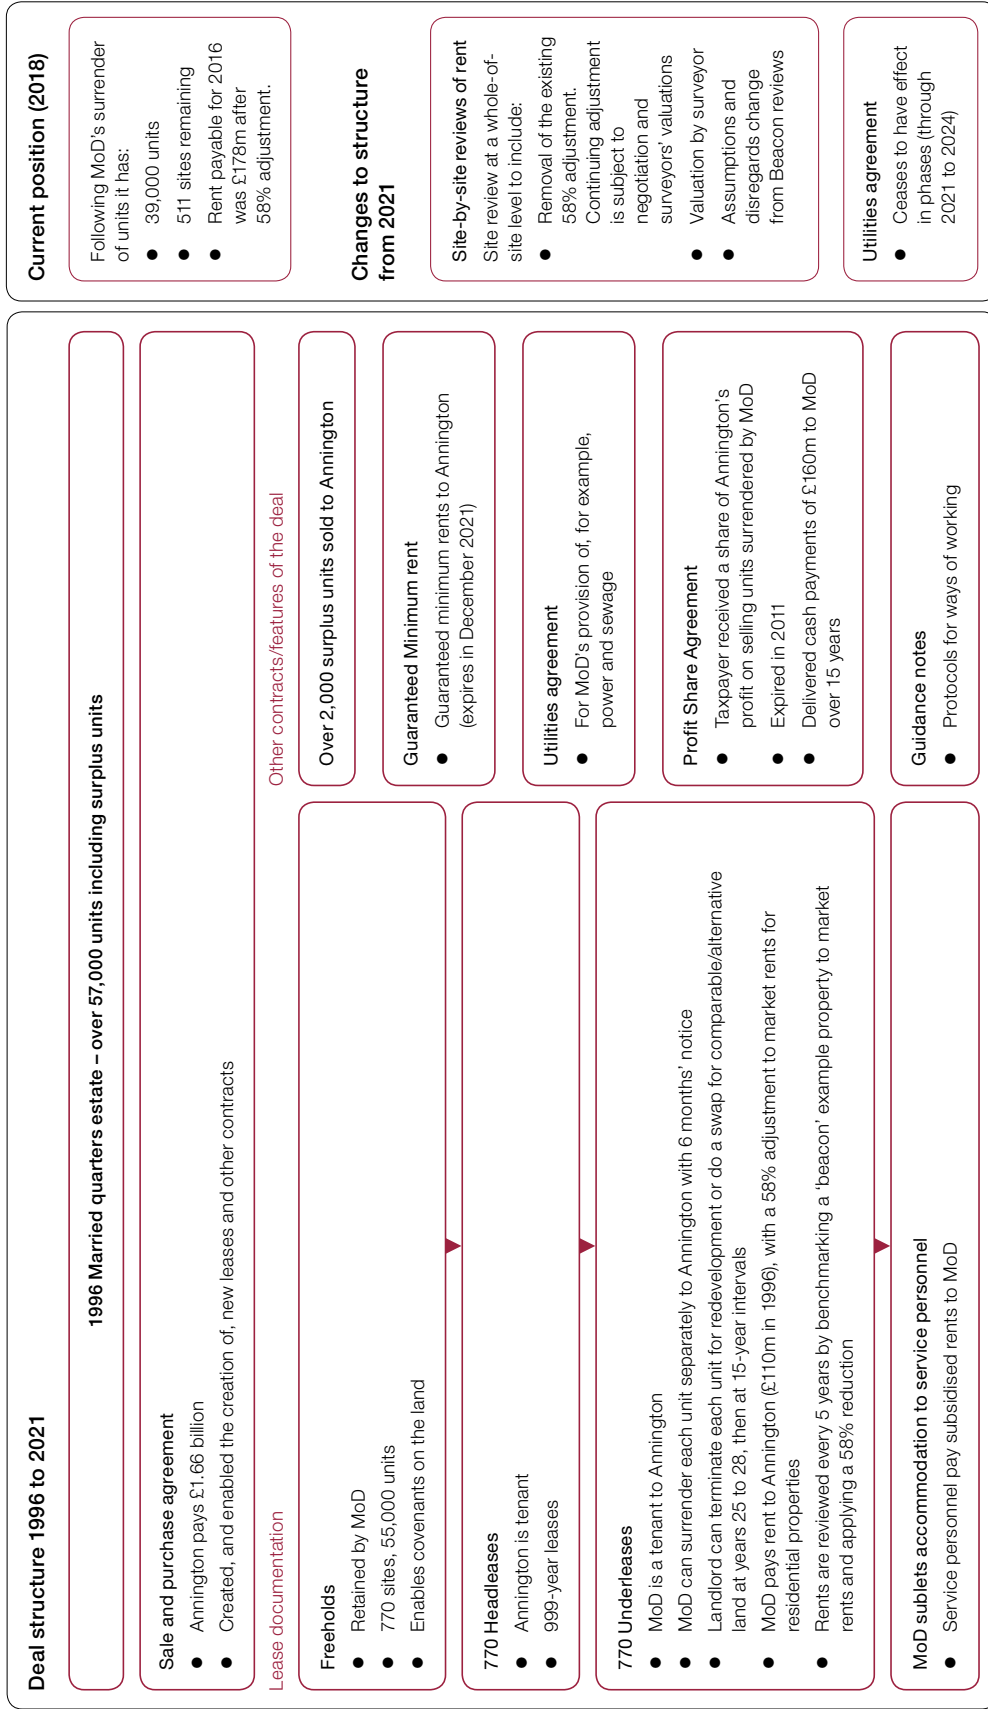 Deal structure 1996 to 2021
1996 Married quarters estate – over 57,000 units including surplus units
Sale and purchase agreement
● Annington pays £1.66 billion
● Created, and enabled the creation of, new leases and other contracts
Lease documentation
Freeholds
● Retained by MoD
● 770 sites, 55,000 units
● Enables covenants on the land
770 Headleases
● Annington is tenant
● 999-year leases
770 Underleases
● MoD is a tenant to Annington
● MoD can surrender each unit separately to Annington with 6 months’ notice
● Landlord can terminate each unit for redevelopment or do a swap for comparable/alternative
land at years 25 to 28, then at 15-year intervals
● MoD pays rent to Annington (£110m in 1996), with a 58% adjustment to market rents for
residential properties
● Rents are reviewed every 5 years by benchmarking a ‘beacon’ example property to market
rents and applying a 58% reduction
MoD sublets accommodation to service personnel
● Service personnel pay subsidised rents to MoD
Other contracts/features of the deal
Over 2,000 surplus units sold to Annington
Guaranteed Minimum rent
● Guaranteed minimum rents to Annington
(expires in December 2021)
Utilities agreement
● For MoD’s provision of, for example,
power and sewage
Profit Share Agreement
● Taxpayer received a share of Annington’s
profit on selling units surrendered by MoD
● Expired in 2011
● Delivered cash payments of £160m to MoD
over 15 years
Guidance notes
● Protocols for ways of working
Current position (2018)
Following MoD’s surrender
of units it has:
● 39,000 units
● 511 sites remaining
● Rent payable for 2016
was £178m after
58% adjustment.
Changes to structure
from 2021
Site-by-site reviews of rent
Site review at a whole-of-
site level to include:
● Removal of the existing
58% adjustment.
Continuing adjustment
is subject to
negotiation and
surveyors’ valuations
● Valuation by surveyor
● Assumptions and
disregards change
from Beacon reviews
Utilities agreement
● Ceases to have effect
in phases (through
2021 to 2024)